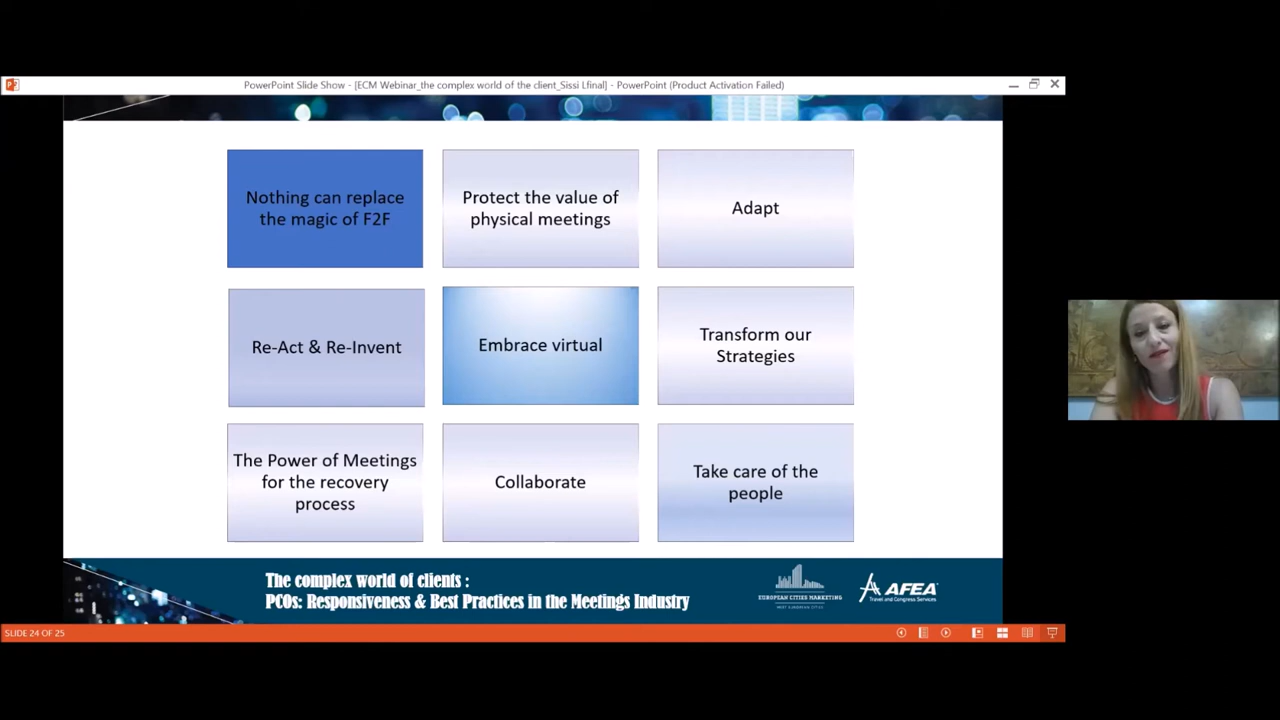 PowerPoint Slide Show - [ECM Webinar_the complex world of the client_Sissi Lfinal] - PowerPoint (Product Activation Failed)
Nothing can replace
the magic of F2F
Protect the value of
physical meetings
Adapt
Re-Act & Re-Invent
Embrace virtual
Transform our
Strategies
The Power of Meetings
for the recovery
process
Collaborate
Take care of the
people
The complex world of clients :
PCOs: Responsiveness & Best Practices in the Meetings Industry
EUROPEAN CITIES MARKETING
MEET EUROPEAN CITIES
AFEA
Travel and Congress Services
SLIDE 24 OF 25